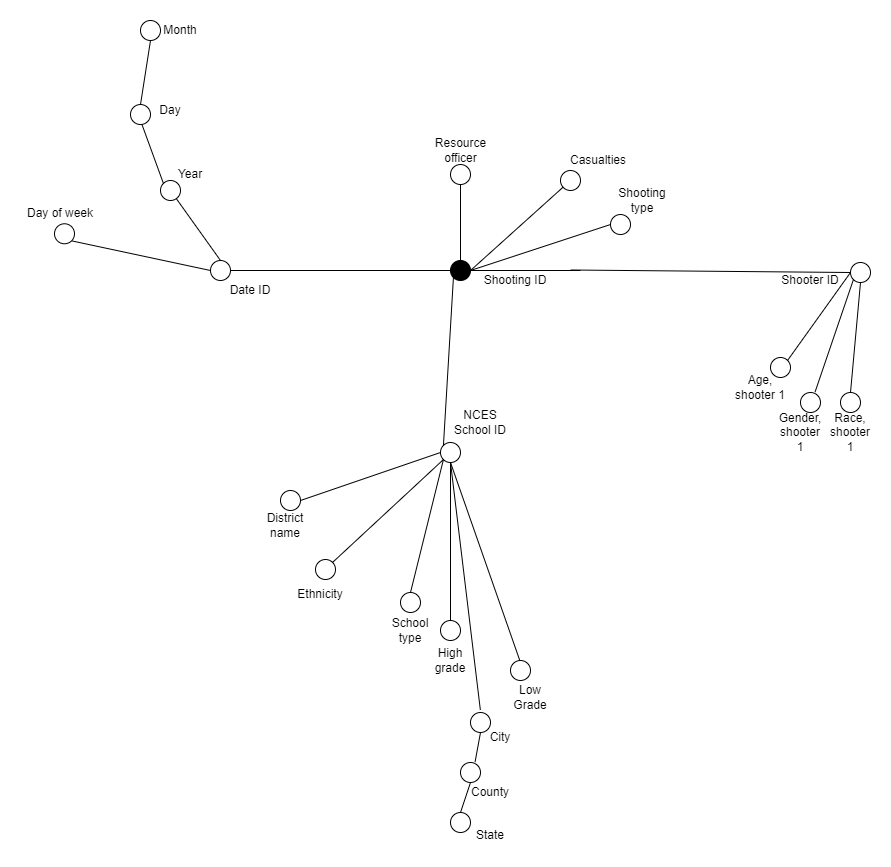 Month
Day
Year
Day of week
Date ID
Resource
officer
Casualties
Shooting
type
Shooting ID
Shooter ID
Age,
shooter 1
Gender,
shooter
1
Race,
shooter
1
NCES
School ID
District
name
Ethnicity
School
type
High
grade
Low
Grade
City
County
State